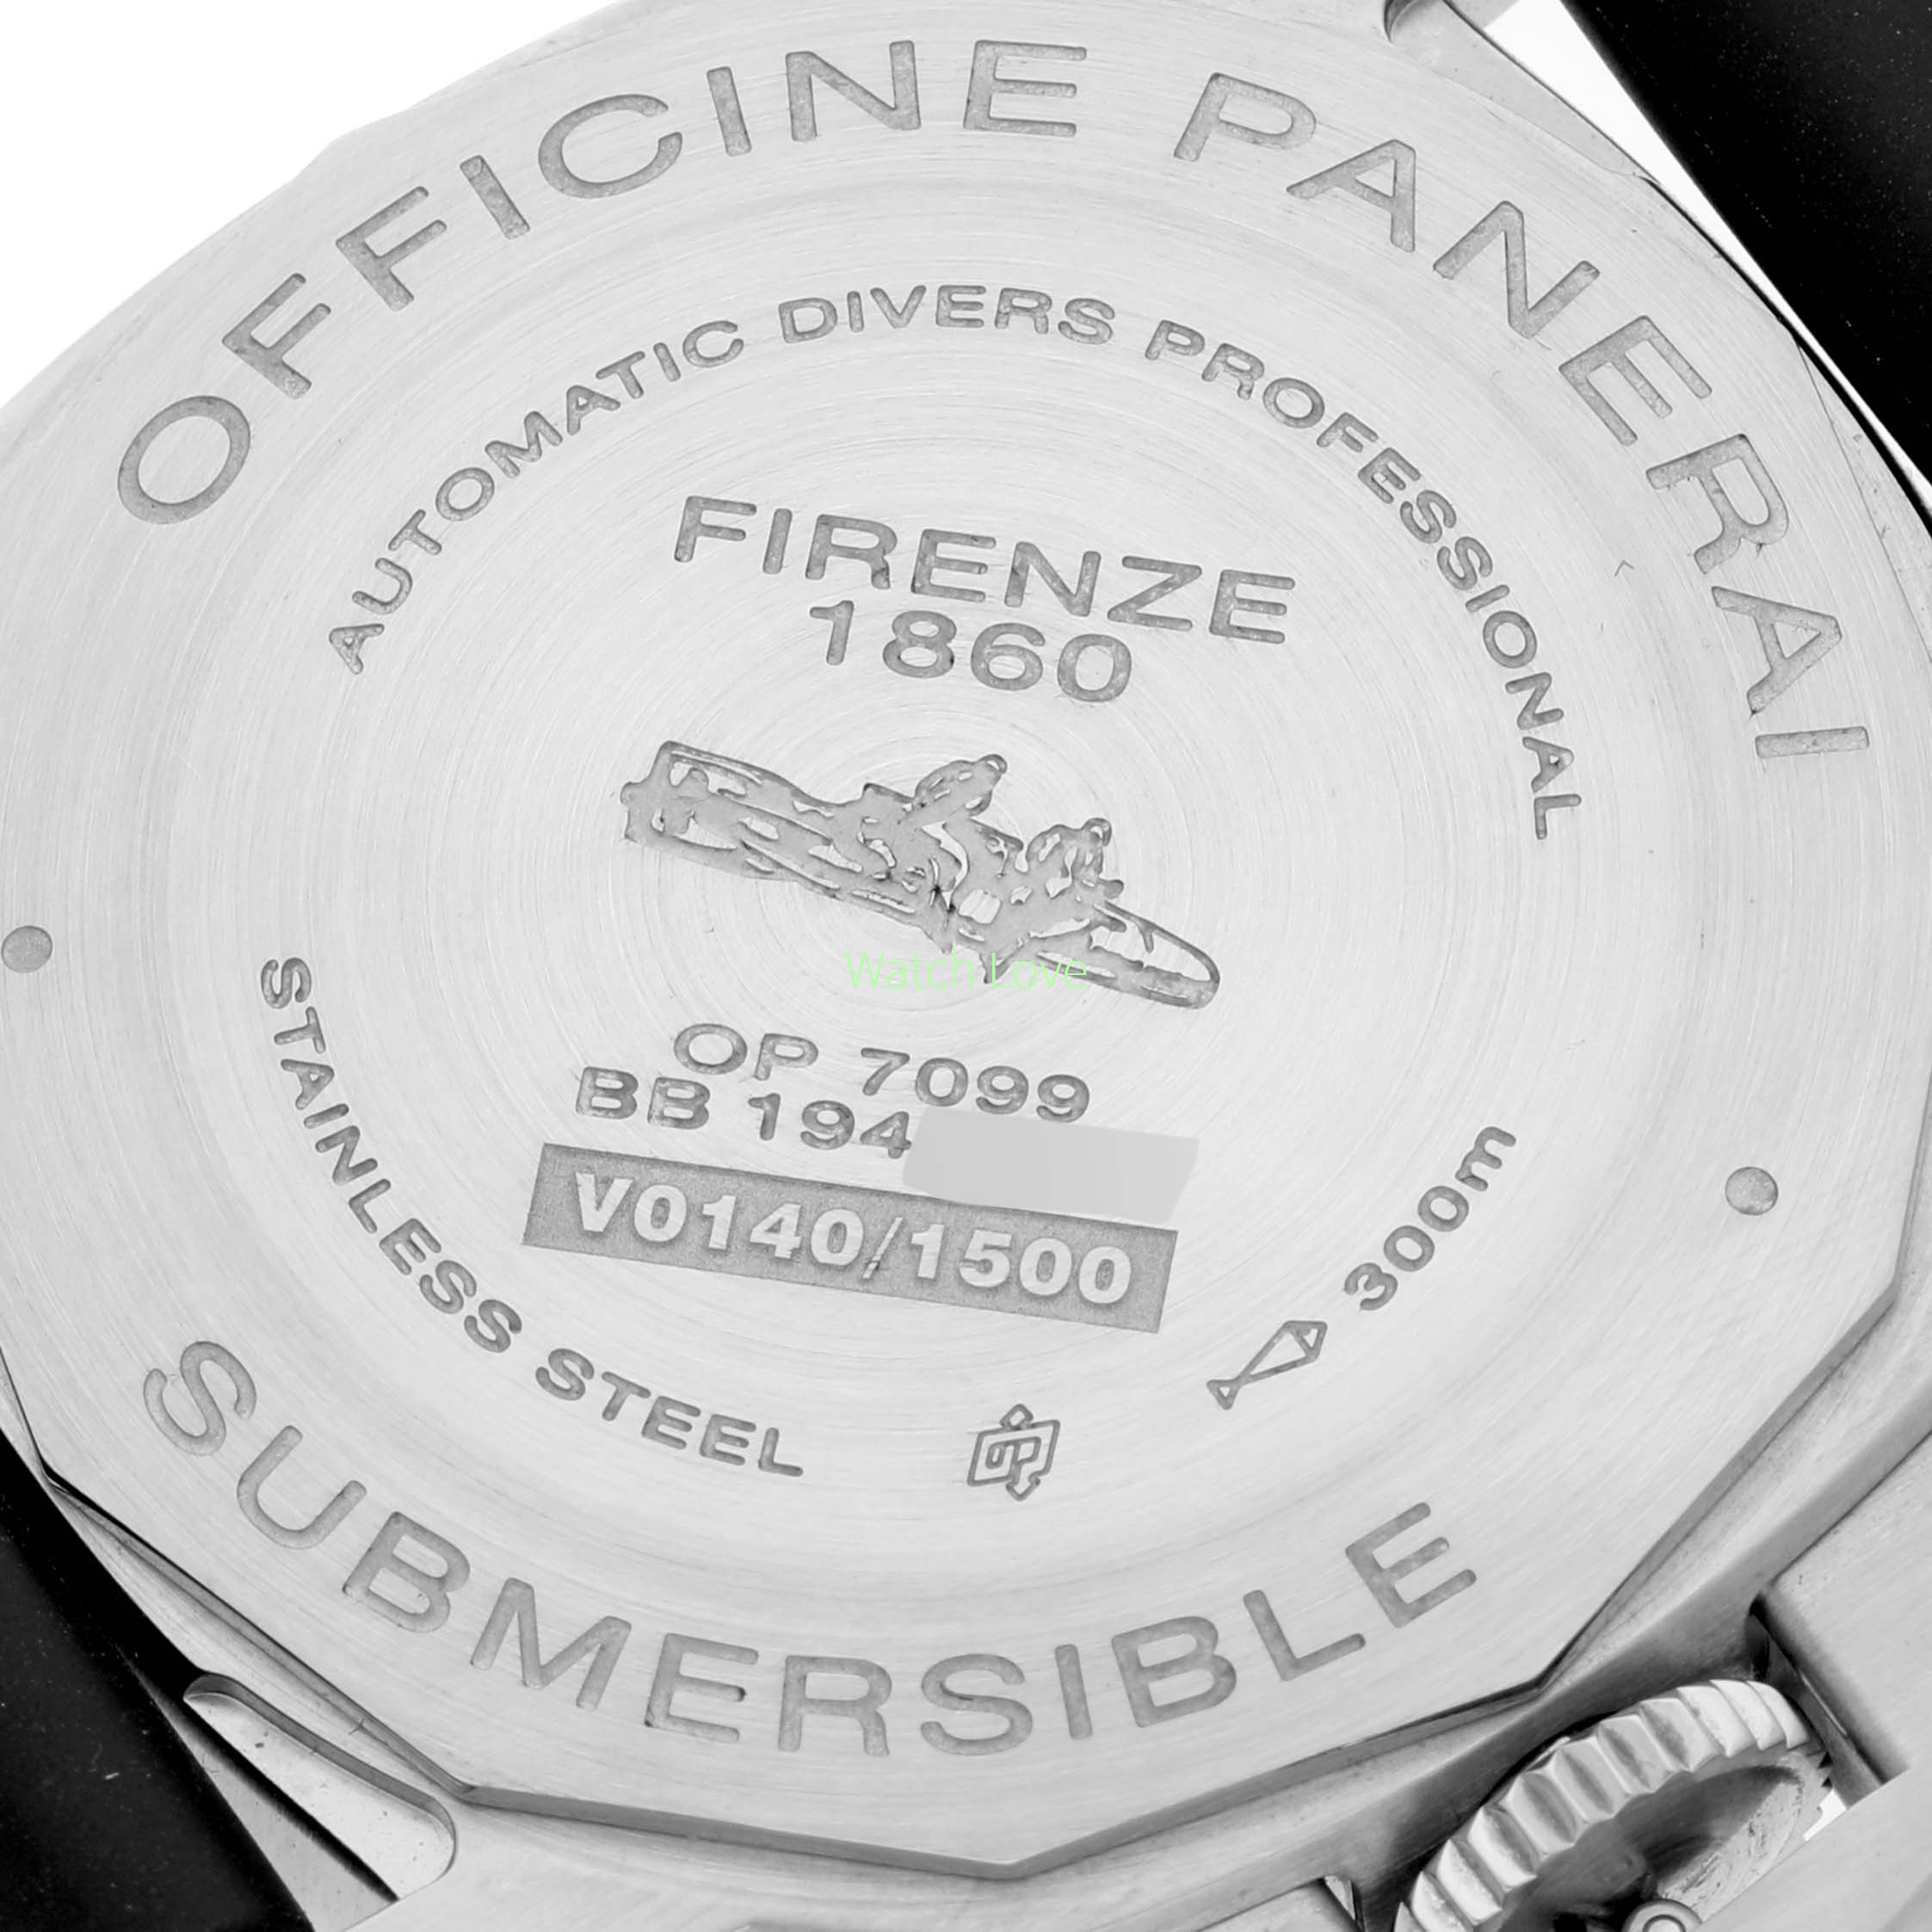 OFFICINE PANERAI
AUTOMATIC DIVERS PROFESSIONAL
FIRENZE
1860
Watch Love
OP 7099
BB 194
V0140/1500
300m
STAINLESS STEEL
OP
SUBMERSIBLE